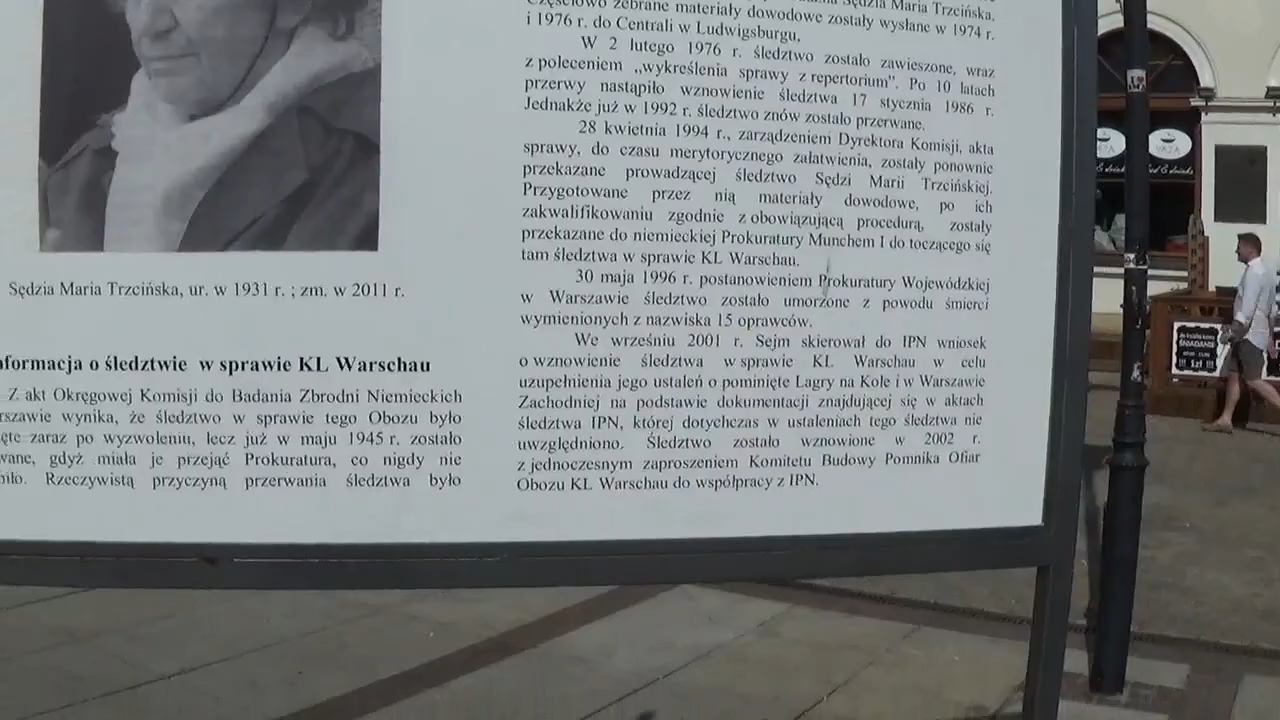 Sędzia Maria Trzcińska, ur. w 1931 r. ; zm. w 2011 r.
nformacja o śledztwie w sprawie KL Warschau
Z akt Okręgowej Komisji do Badania Zbrodni Niemieckich
rszawie wynika, że śledztwo w sprawie tego Obozu było
ęte zaraz po wyzwoleniu, lecz już w maju 1945 r. zostało
wane, gdyż miała je przejąć Prokuratura, co nigdy nie
iło. Rzeczywistą przyczyną przerwania śledztwa było
Sędzia Maria Trzcińska.
Częściowo zebrane materiały dowodowe zostały wysłane w 1974 r.
i 1976 r. do Centrali w Ludwigsburgu,
W 2 lutego 1976 r. śledztwo zostało zawieszone, wraz
z poleceniem „wykreślenia sprawy z repertorium”. Po 10 latach
przerwy nastąpiło wznowienie śledztwa 17 stycznia 1986 r.
Jednakże już w 1992 r. śledztwo znów zostało przerwane.
28 kwietnia 1994 r., zarządzeniem Dyrektora Komisji, akta
sprawy, do czasu merytorycznego załatwienia, zostały ponownie
przekazane prowadzącej śledztwo Sędzi Marii Trzcińskiej.
Przygotowane przez nią materiały dowodowe, po ich
zakwalifikowaniu zgodnie z obowiązującą procedurą, zostały
przekazane do niemieckiej Prokuratury Munchem I do toczącego się
tam śledztwa w sprawie KL Warschau.
30 maja 1996 r. postanowieniem Prokuratury Wojewódzkiej
w Warszawie śledztwo zostało umorzone z powodu śmierci
wymienionych z nazwiska 15 oprawców.
We wrześniu 2001 r. Sejm skierował do IPN wniosek
o wznowienie śledztwa w sprawie KL Warschau w celu
uzupełnienia jego ustaleń o pominięte Lagry na Kole i w Warszawie
Zachodniej na podstawie dokumentacji znajdującej się w aktach
śledztwa IPN, której dotychczas w ustaleniach tego śledztwa nie
uwzględniono. Śledztwo zostało wznowione w 2002 r.
z jednoczesnym zaproszeniem Komitetu Budowy Pomnika Ofiar
Obozu KL Warschau do współpracy z IPN.
ŚNIADANIE
!!! 1zł !!!